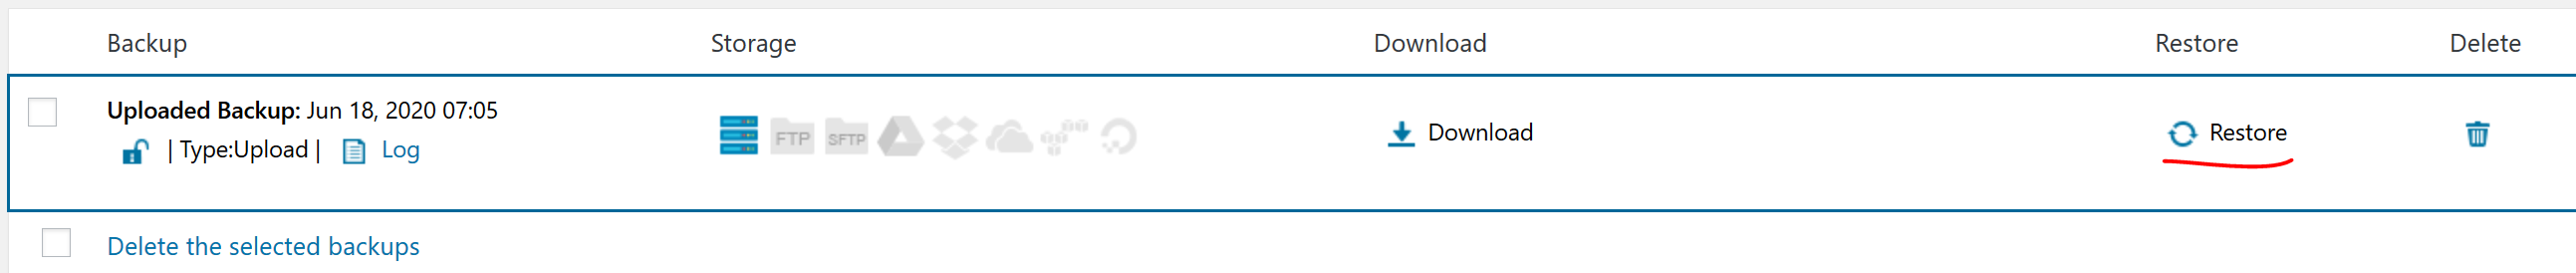 Backup Storage Download Restore Delete
Uploaded Backup: Jun 18, 2020 07:05
| Type:Upload | Log
FTP SFTP
Download
Restore
Delete the selected backups